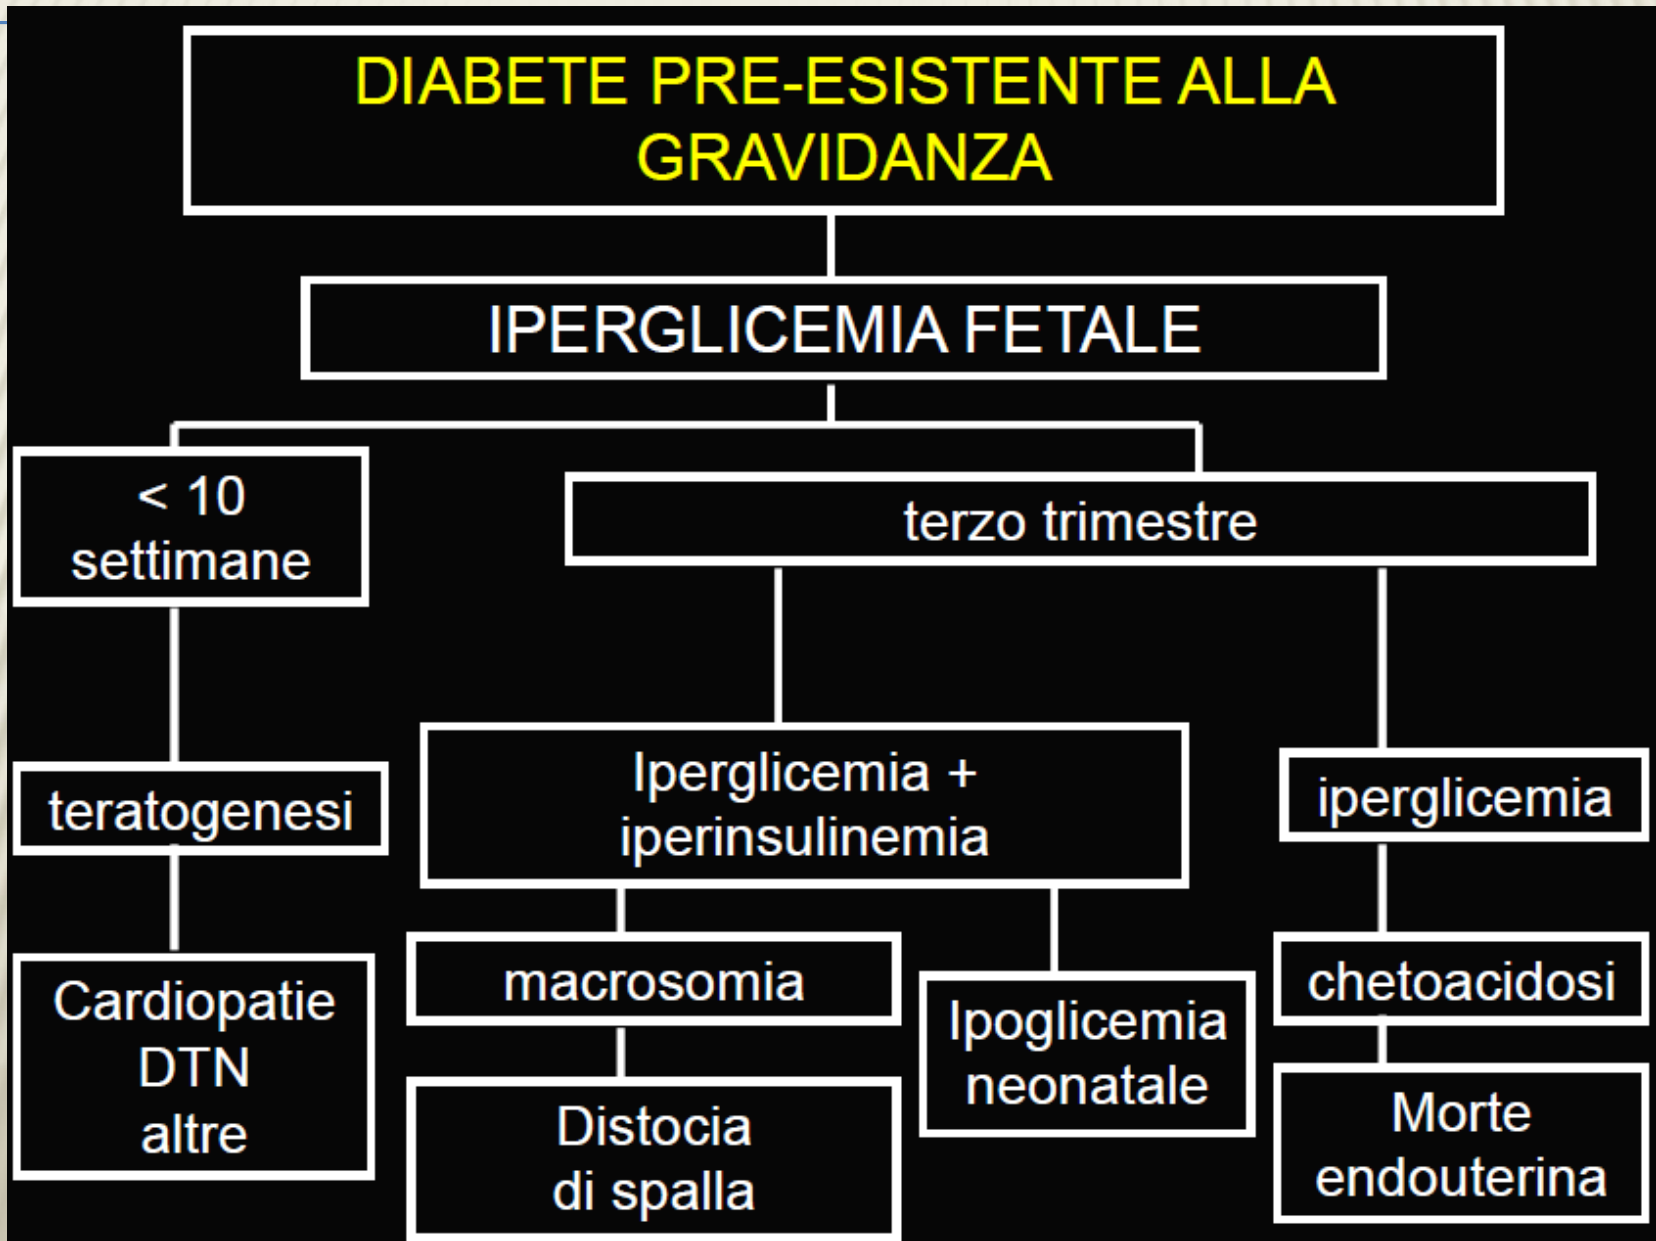 DIABETE PRE-ESISTENTE ALLA
GRAVIDANZA
IPERGLICEMIA FETALE
< 10
settimane
terzo trimestre
teratogenesi
Iperglicemia +
iperinsulinemia
iperglicemia
Cardiopatie
DTN
altre
macrosomia
Ipoglicemia
neonatale
chetoacidosi
Distocia
di spalla
Morte
endouterina